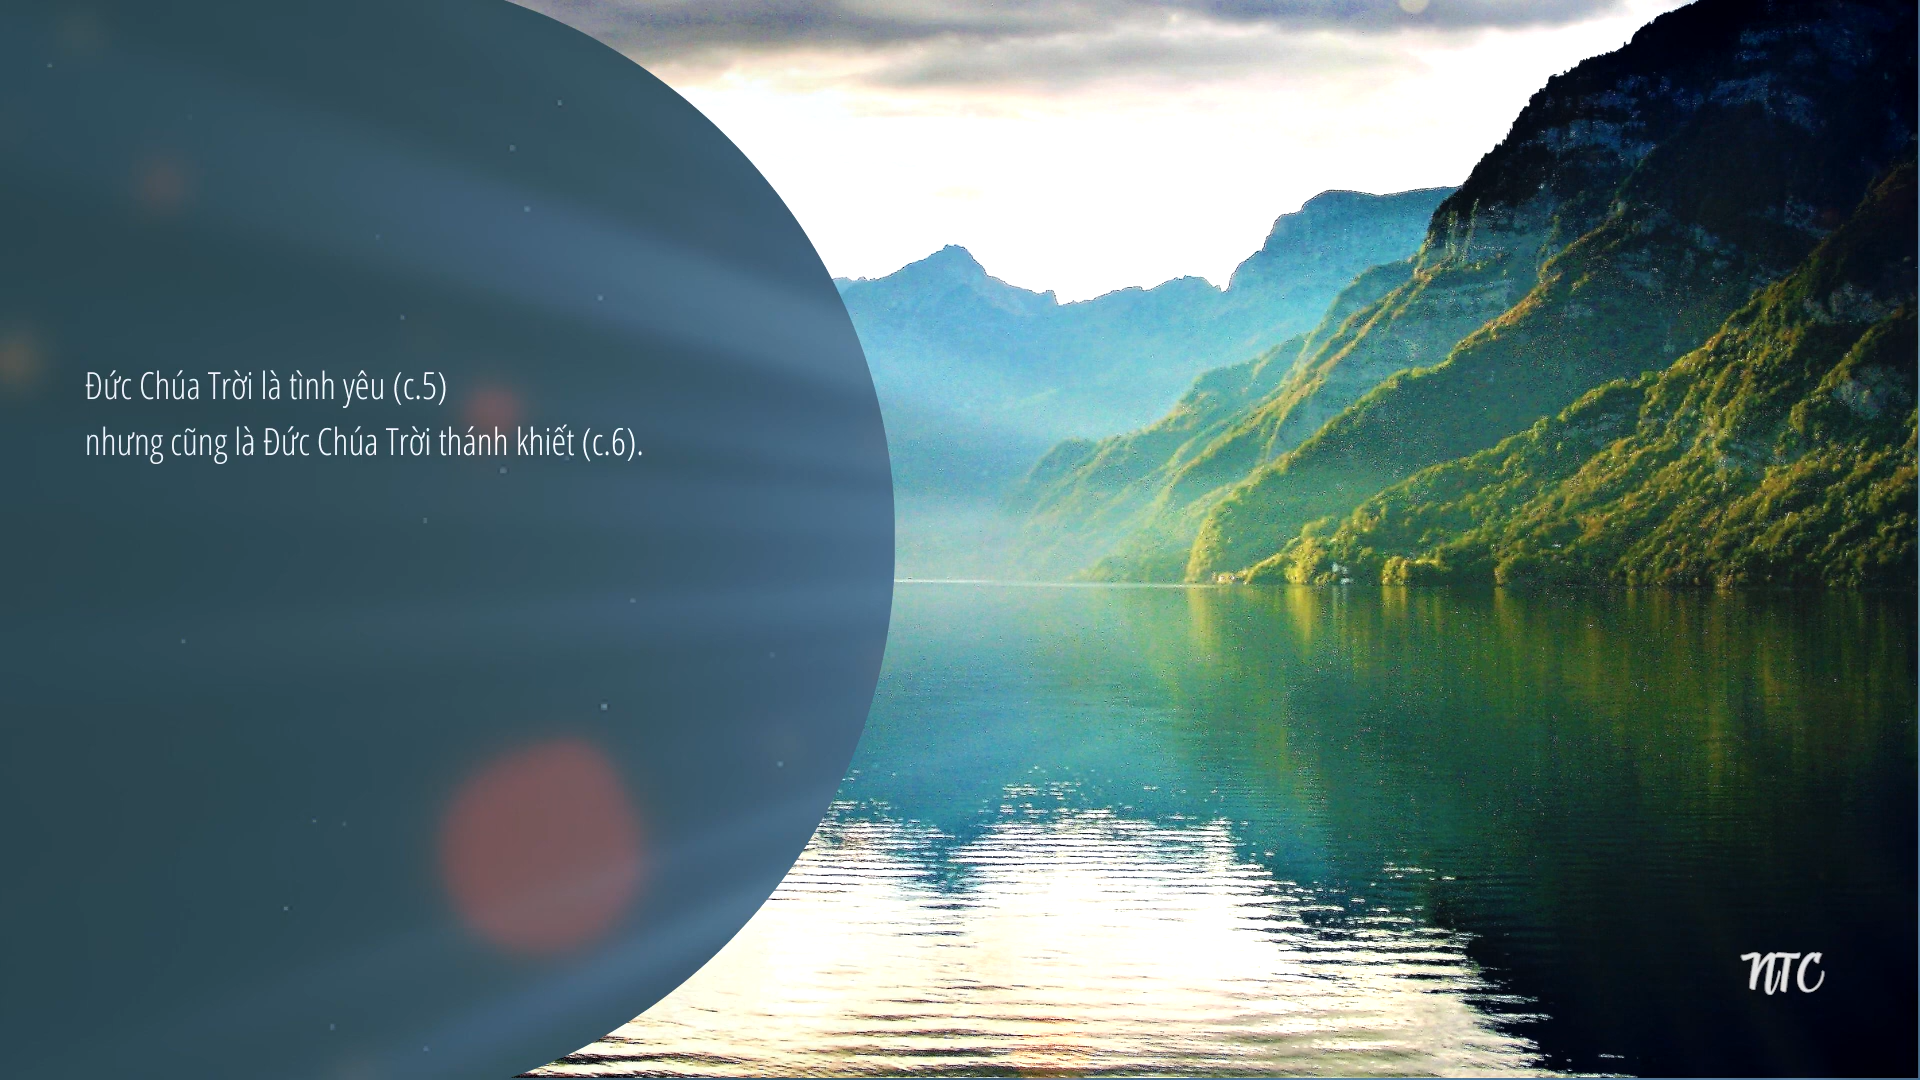 Đức Chúa Trời là tình yêu (c.5)
nhưng cũng là Đức Chúa Trời thánh khiết (c.6).
NTC